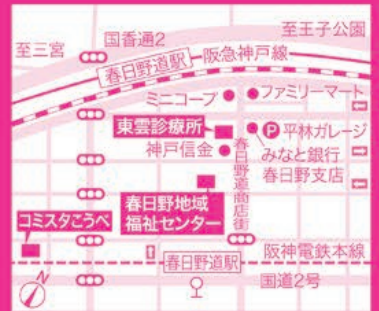 国香通2
至王子公園
至三宮
春日野道駅
阪急神戸線
ミニコープ
ファミリーマート
東雲診療所
P 平林ガレージ
神戸信金
みなと銀行
春日野支店
春日野道商店街
春日野地域
福祉センター
コミスタこうべ
阪神電鉄本線
春日野道駅
国道2号
N